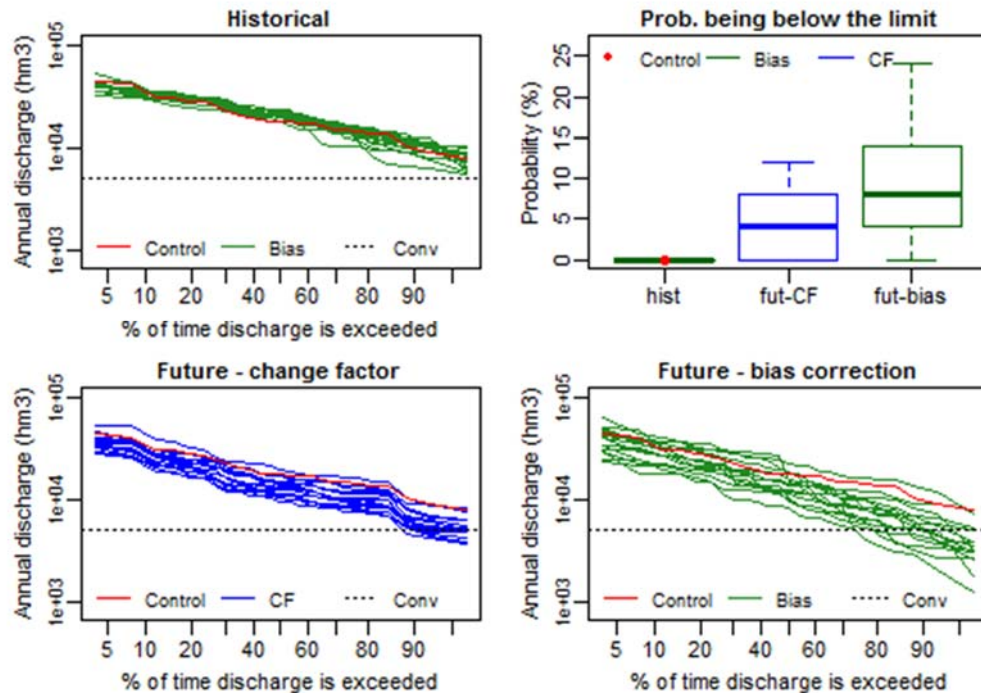 Historical
Annual discharge (hm3)
1e+05
1e+04
1e+03
Control Bias Conv
5 10 20 40 60 80 90
% of time discharge is exceeded
Prob. being below the limit
Probability (%)
25
20
15
10
5
0
Control Bias CF
hist fut-CF fut-bias
Future - change factor
Annual discharge (hm3)
1e+05
1e+04
1e+03
Control CF Conv
5 10 20 40 60 80 90
% of time discharge is exceeded
Future - bias correction
Annual discharge (hm3)
1e+05
1e+04
1e+03
Control Bias Conv
5 10 20 40 60 80 90
% of time discharge is exceeded